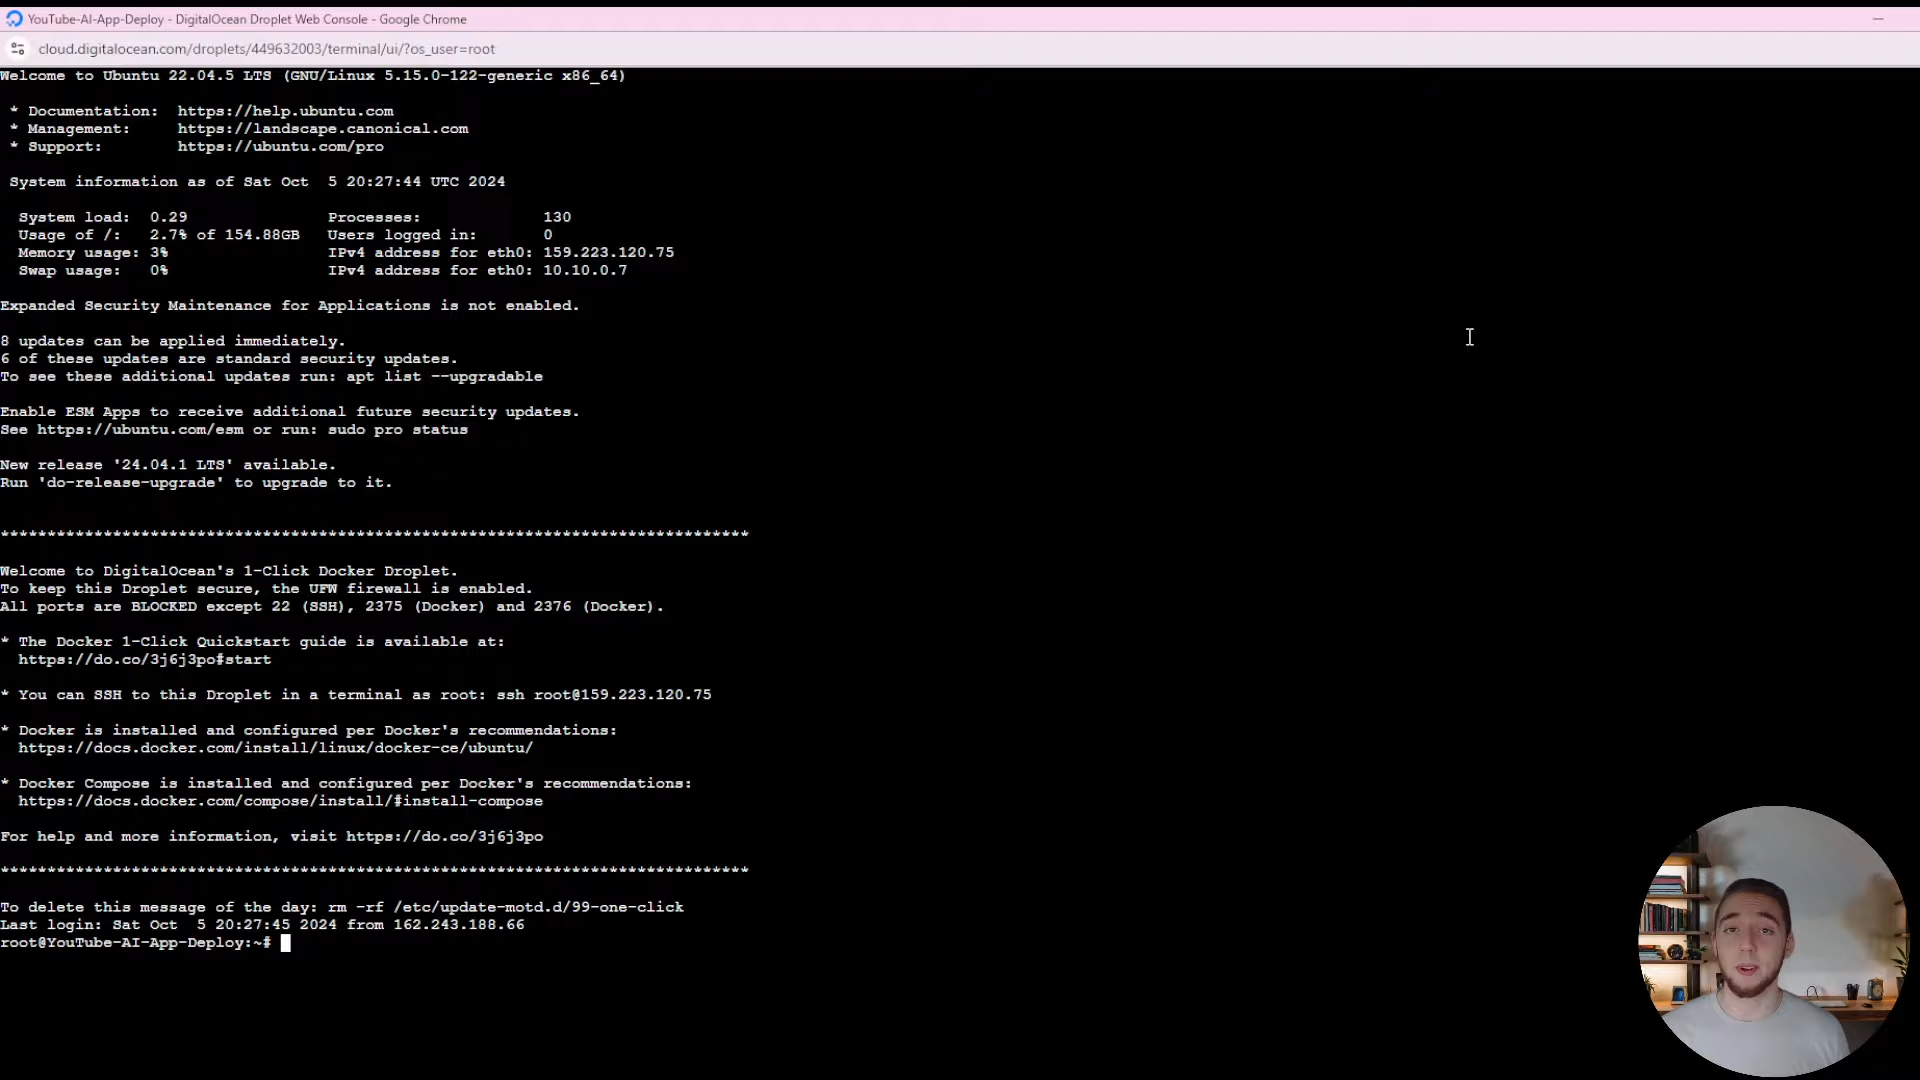 YouTube-AI-App-Deploy - DigitalOcean Droplet Web Console - Google Chrome
cloud.digitalocean.com/droplets/449632003/terminal/ui/?os_user=root
Welcome to Ubuntu 22.04.5 LTS (GNU/Linux 5.15.0-122-generic x86_64)
* Documentation: https://help.ubuntu.com
* Management: https://landscape.canonical.com
* Support: https://ubuntu.com/pro
System information as of Sat Oct 5 20:27:44 UTC 2024
System load: 0.29 Processes: 130
Usage of /: 2.7% of 154.88GB Users logged in: 0
Memory usage: 3% IPv4 address for eth0: 159.223.120.75
Swap usage: 0% IPv4 address for eth0: 10.10.0.7
Expanded Security Maintenance for Applications is not enabled.
8 updates can be applied immediately.
6 of these updates are standard security updates.
To see these additional updates run: apt list --upgradable
Enable ESM Apps to receive additional future security updates.
See https://ubuntu.com/esm or run: sudo pro status
New release '24.04.1 LTS' available.
Run 'do-release-upgrade' to upgrade to it.
********************************************************************************
Welcome to DigitalOcean's 1-Click Docker Droplet.
To keep this Droplet secure, the UFW firewall is enabled.
All ports are BLOCKED except 22 (SSH), 2375 (Docker) and 2376 (Docker).
* The Docker 1-Click Quickstart guide is available at:
https://do.co/3j6j3po#start
* You can SSH to this Droplet in a terminal as root: ssh root@159.223.120.75
* Docker is installed and configured per Docker's recommendations:
https://docs.docker.com/install/linux/docker-ce/ubuntu/
* Docker Compose is installed and configured per Docker's recommendations:
https://docs.docker.com/compose/install/#install-compose
For help and more information, visit https://do.co/3j6j3po
********************************************************************************
To delete this message of the day: rm -rf /etc/update-motd.d/99-one-click
Last login: Sat Oct 5 20:27:45 2024 from 162.243.188.66
root@YouTube-AI-App-Deploy:~#